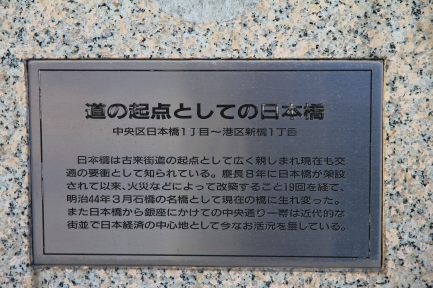 道の起点としての日本橋
中央区日本橋1丁目〜港区新橋1丁目
日本橋は古来街道の起点として広く親しまれ現在も交
通の要衝として知られている。慶長8年に日本橋が架設
されて以来、火災などによって改築すること19回を経て、
明治44年3月石橋の名橋として現在の橋に生れ変った。
また日本橋から銀座にかけての中央通り一帯は近代的な
街並で日本経済の中心地として今なお活況を呈している。